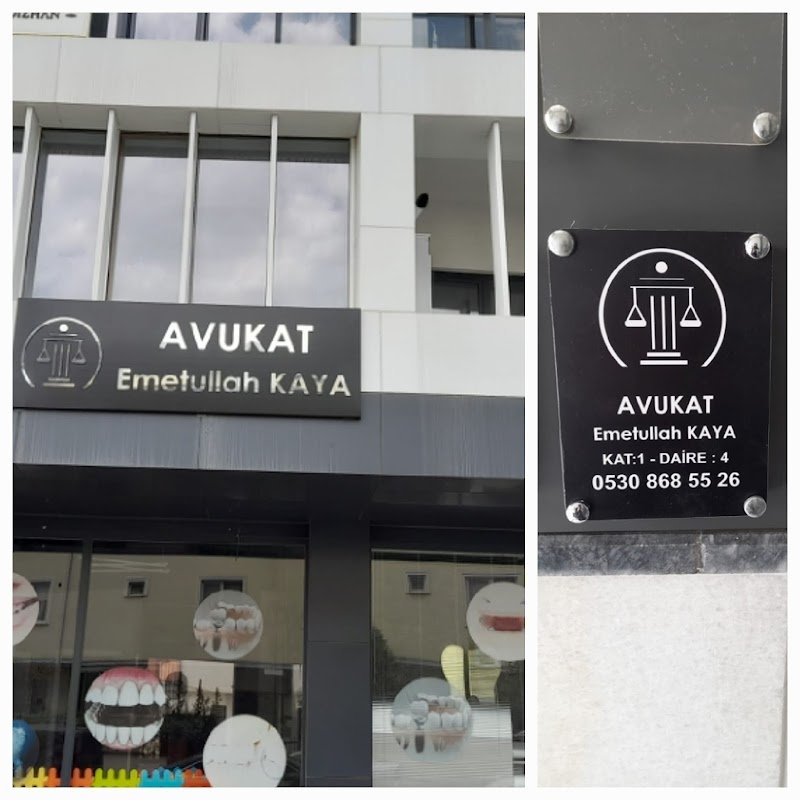 AVUKAT
Emetullah KAYA
AVUKAT
Emetullah KAYA
KAT:1 - DAİRE : 4
0530 868 55 26